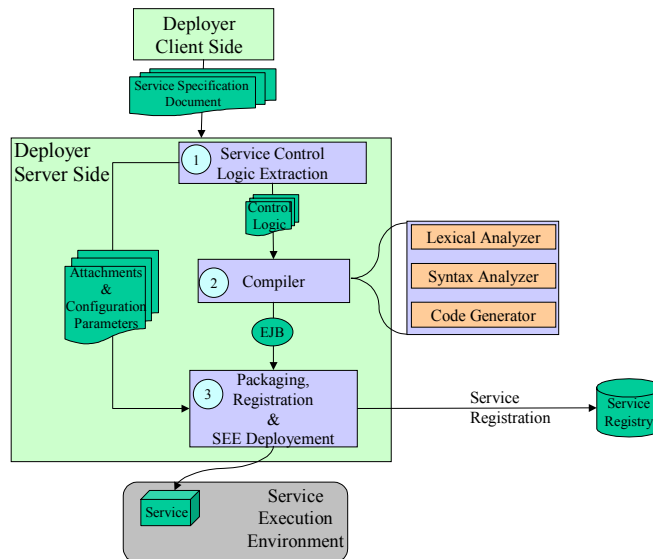 Deployer
Client Side
Service Specification
Document
Deployer
Server Side
1
Service Control
Logic Extraction
Control
Logic
Lexical Analyzer
Attachments
&
Configuration
Parameters
2
Compiler
Syntax Analyzer
Code Generator
EJB
3
Packaging,
Registration
&
SEE Deployement
Service
Registration
Service
Registry
Service
Service
Execution
Environment